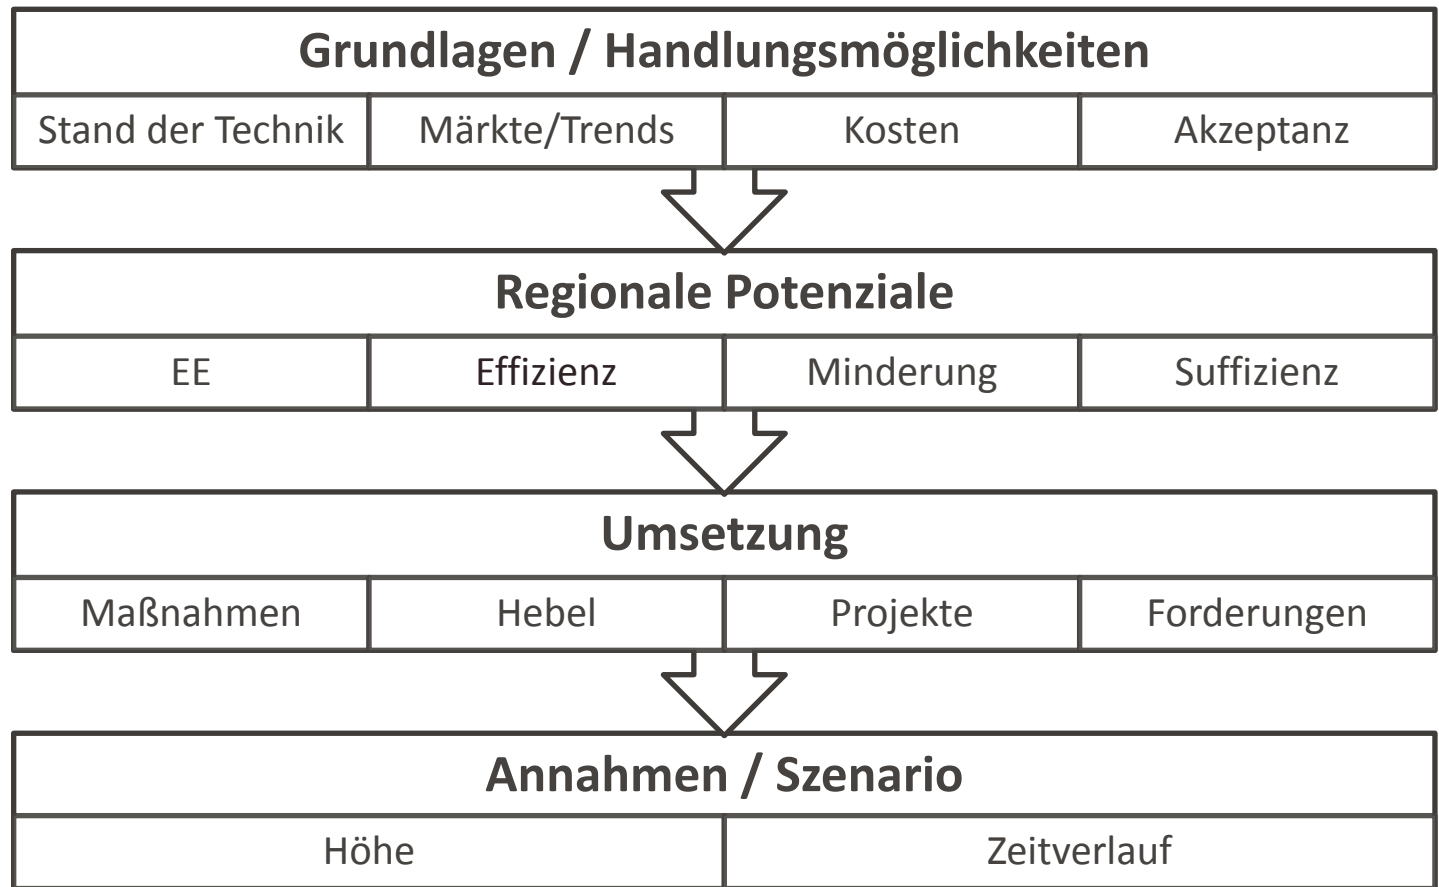 Grundlagen / Handlungsmöglichkeiten
Stand der Technik Märkte/Trends Kosten Akzeptanz
Regionale Potenziale
EE Effizienz Minderung Suffizienz
Umsetzung
Maßnahmen Hebel Projekte Forderungen
Annahmen / Szenario
Höhe Zeitverlauf